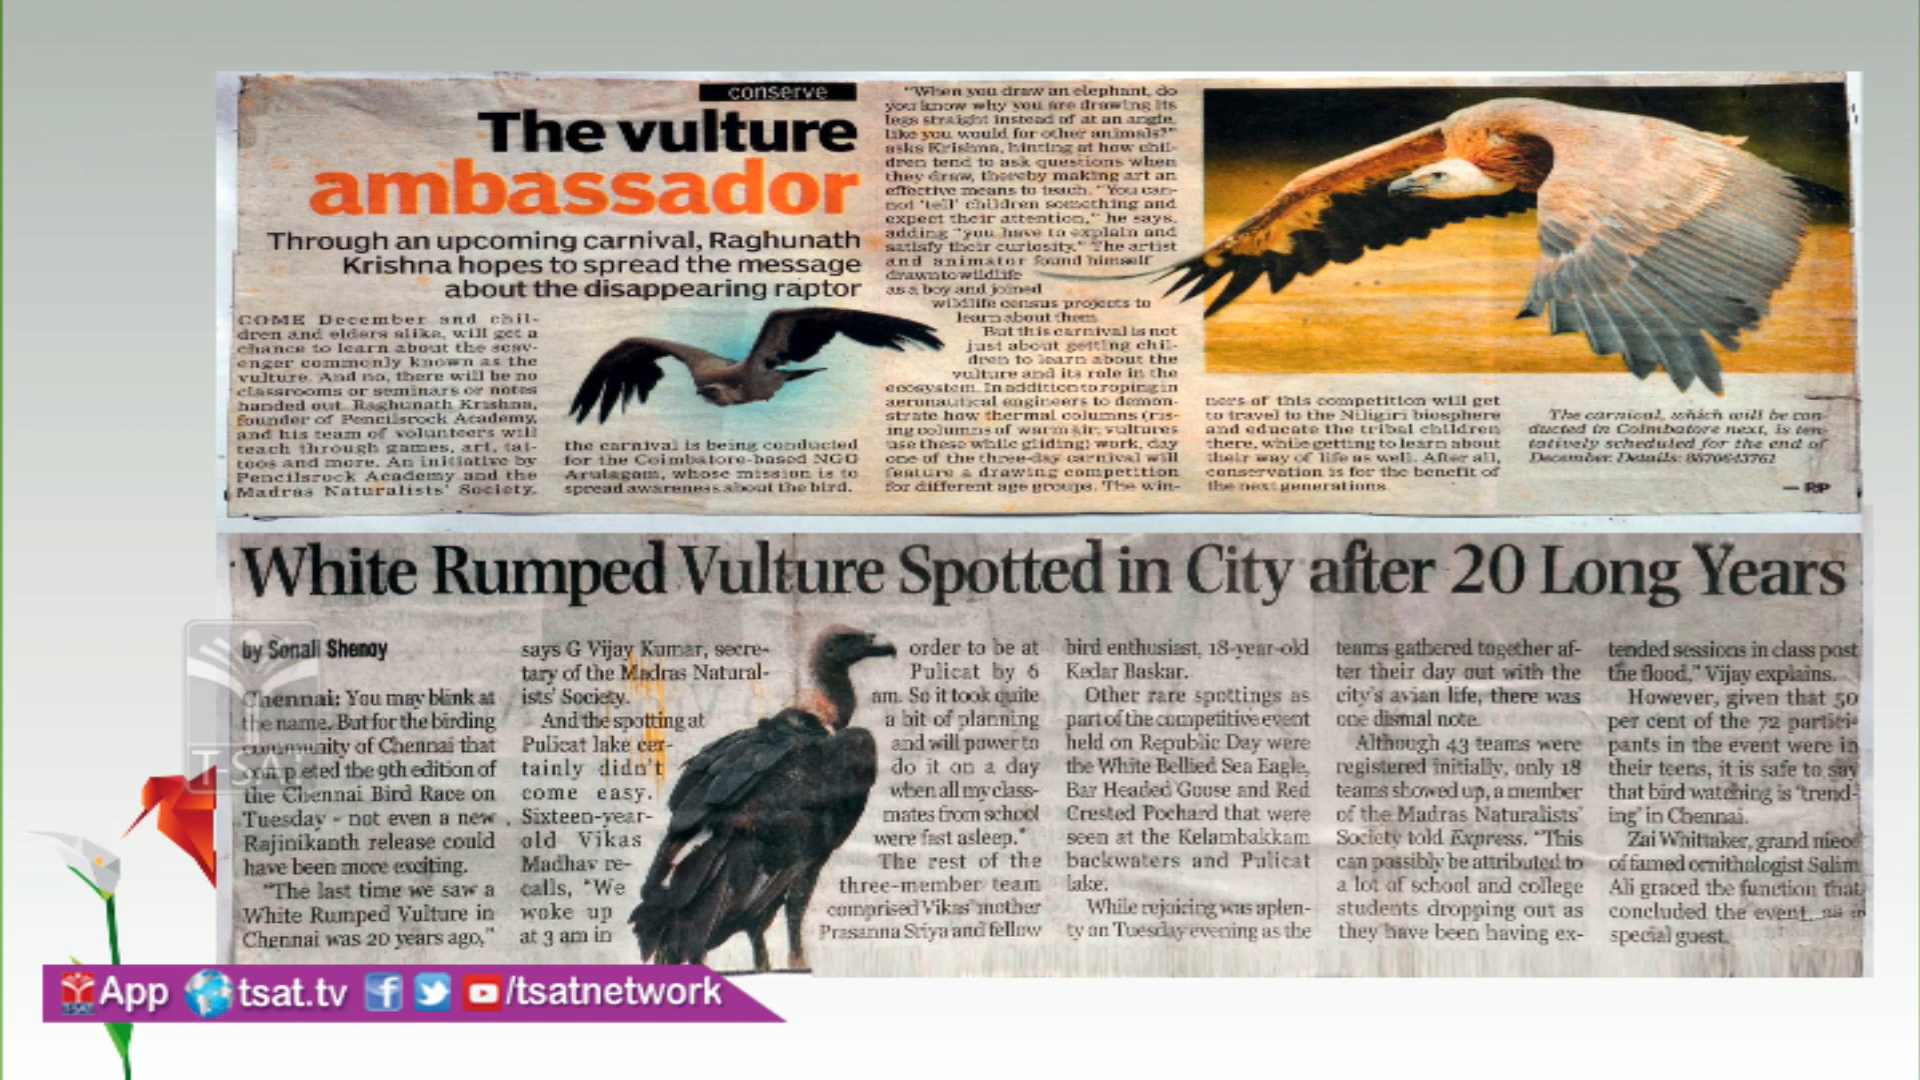 conserve
The vulture
ambassador
Through an upcoming carnival, Raghunath
Krishna hopes to spread the message
about the disappearing raptor
COME December and chil-
dren and elders alike, will get a
chance to learn about the scav-
enger commonly known as the
vulture. And no, there will be no
classrooms or seminars or notes
handed out. Raghunath Krishna,
founder of Pencilsrock Academy,
and his team of volunteers will
teach through games, art, tat-
toos and more. An initiative by
Pencilsrock Academy and the
Madras Naturalists' Society,
the carnival is being conducted
for the Coimbatore-based NGO
Arulagam, whose mission is to
spread awareness about the bird.
"When you draw an elephant, do
you know why you are drawing its
legs straight instead of at an angle,
like you would for other animals?"
asks Krishna, hinting at how chil-
dren tend to ask questions when
they draw, thereby making art an
effective means to teach. "You can-
not 'tell' children something and
expect their attention," he says,
adding "you have to explain and
satisfy their curiosity." The artist
and animator found himself
drawn to wildlife
as a boy and joined
wildlife census projects to
learn about them.
But this carnival is not
just about getting chil-
dren to learn about the
vulture and its role in the
ecosystem. In addition to roping in
aeronautical engineers to demon-
strate how thermal columns (ris-
ing columns of warm air; vultures
use these while gliding) work, day
one of the three-day carnival will
feature a drawing competition
for different age groups. The win-
ners of this competition will get
to travel to the Niligiri biosphere
and educate the tribal children
there, while getting to learn about
their way of life as well. After all,
conservation is for the benefit of
the next generations.
The carnival, which will be con-
ducted in Coimbatore next, is ten-
tatively scheduled for the end of
December. Details: 8870643761
— RP
White Rumped Vulture Spotted in City after 20 Long Years
by Sonali Shenoy
Chennai: You may blink at
the name. But for the birding
community of Chennai that
completed the 9th edition of
the Chennai Bird Race on
Tuesday - not even a new
Rajinikanth release could
have been more exciting.
"The last time we saw a
White Rumped Vulture in
Chennai was 20 years ago,"
says G Vijay Kumar, secre-
tary of the Madras Natural-
ists' Society.
And the spotting at
Pulicat lake cer-
tainly didn't
come easy.
Sixteen-year-
old Vikas
Madhav re-
calls, "We
woke up
at 3 am in
order to be at
Pulicat by 6
am. So it took quite
a bit of planning
and will power to
do it on a day
when all my class-
mates from school
were fast asleep."
The rest of the
three-member team
comprised Vikas' mother
Prasanna Sriya and fellow
bird enthusiast, 18-year-old
Kedar Baskar.
Other rare spottings as
part of the competitive event
held on Republic Day were
the White Bellied Sea Eagle,
Bar Headed Goose and Red
Crested Pochard that were
seen at the Kelambakkam
backwaters and Pulicat
lake.
While rejoicing was aplen-
ty on Tuesday evening as the
teams gathered together af-
ter their day out with the
city's avian life, there was
one dismal note.
Although 43 teams were
registered initially, only 18
teams showed up, a member
of the Madras Naturalists'
Society told Express. "This
can possibly be attributed to
a lot of school and college
students dropping out as
they have been having ex-
tended sessions in class post
the flood," Vijay explains.
However, given that 50
per cent of the 72 partici-
pants in the event were in
their teens, it is safe to say
that bird watching is 'trend-
ing' in Chennai.
Zai Whittaker, grand niece
of famed ornithologist Salim
Ali graced the function that
concluded the event, as
special guest.
T-SAT
T-SAT App tsat.tv /tsatnetwork